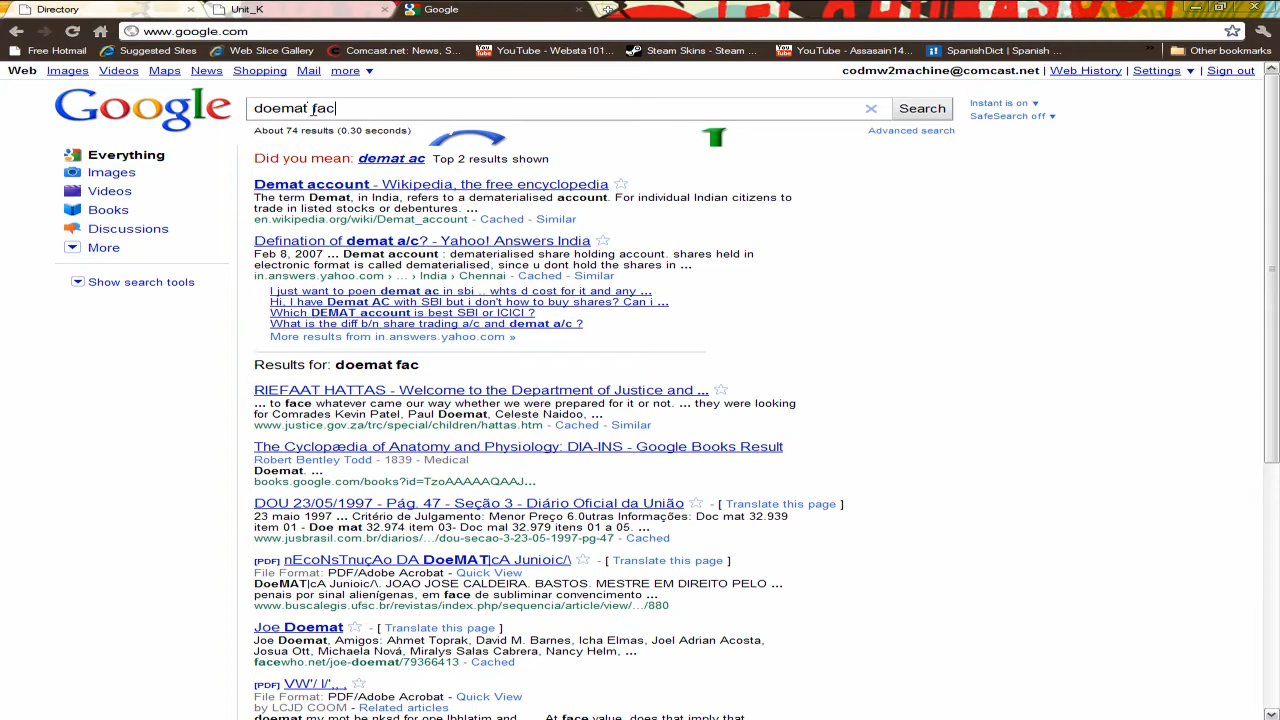 Directory × Unit_K × Google ×
www.google.com
Free Hotmail Suggested Sites Web Slice Gallery Comcast.net: News, S... YouTube - Websta101... Steam Skins - Steam ... YouTube - Assasain14... SpanishDict | Spanish ... » Other bookmarks
Web Images Videos Maps News Shopping Mail more ▼ codmw2machine@comcast.net | Web History | Settings ▼ | Sign out
Google doemat fac × Search Instant is on ▼
SafeSearch off ▼
About 74 results (0.30 seconds) Advanced search
Everything
Images
Videos
Books
Discussions
More
Show search tools
Did you mean: demat ac Top 2 results shown
Demat account - Wikipedia, the free encyclopedia
The term Demat, in India, refers to a dematerialised account. For individual Indian citizens to
trade in listed stocks or debentures. ...
en.wikipedia.org/wiki/Demat_account - Cached - Similar
Defination of demat a/c? - Yahoo! Answers India
Feb 8, 2007 ... Demat account : dematerialised share holding account. shares held in
electronic format is called dematerialised, since u dont hold the shares in ...
in.answers.yahoo.com › ... › India › Chennai - Cached - Similar
I just want to poen demat ac in sbi .. whts d cost for it and any ...
Hi, I have Demat AC with SBI but i don't how to buy shares? Can i ...
Which DEMAT account is best SBI or ICICI ?
What is the diff b/n share trading a/c and demat a/c ?
More results from in.answers.yahoo.com »
Results for: doemat fac
RIEFAAT HATTAS - Welcome to the Department of Justice and ...
... to face whatever came our way whether we were prepared for it or not. ... they were looking
for Comrades Kevin Patel, Paul Doemat, Celeste Naidoo, ...
www.justice.gov.za/trc/special/children/hattas.htm - Cached - Similar
The Cyclopædia of Anatomy and Physiology: DIA-INS - Google Books Result
Robert Bentley Todd - 1839 - Medical
Doemat. ...
books.google.com/books?id=TzoAAAAAQAAJ...
DOU 23/05/1997 - Pág. 47 - Seção 3 - Diário Oficial da União - [ Translate this page ]
23 maio 1997 ... Critério de Julgamento: Menor Preço 6.0utras Informações: Doc mat 32.939
item 01 - Doe mat 32.974 item 03- Doc mal 32.979 itens 01 a 05. ...
www.jusbrasil.com.br/diarios/.../dou-secao-3-23-05-1997-pg-47 - Cached
[PDF] nEcoNsTnuçAo DA DoeMAT|cA Junioic/\ - [ Translate this page ]
File Format: PDF/Adobe Acrobat - Quick View
DoeMAT|cA Junioic/\. JOAO JOSE CALDEIRA. BASTOS. MESTRE EM DIREITO PELO ...
penais por sinal alienígenas, em face de subliminar convencimento ...
www.buscalegis.ufsc.br/revistas/index.php/sequencia/article/view/.../880
Joe Doemat - [ Translate this page ]
Joe Doemat, Amigos: Ahmet Toprak, David M. Barnes, Icha Elmas, Joel Adrian Acosta,
Josua Ott, Michaela Nová, Miralys Salas Cabrera, Nancy Helm, ...
facewho.net/joe-doemat/79366413 - Cached
[PDF] VW'/ I/',,_,
File Format: PDF/Adobe Acrobat - Quick View
by LCJD COOM - Related articles
doemat my mot be nksd for ope Ibhlatim and ... At face value, does that imply that